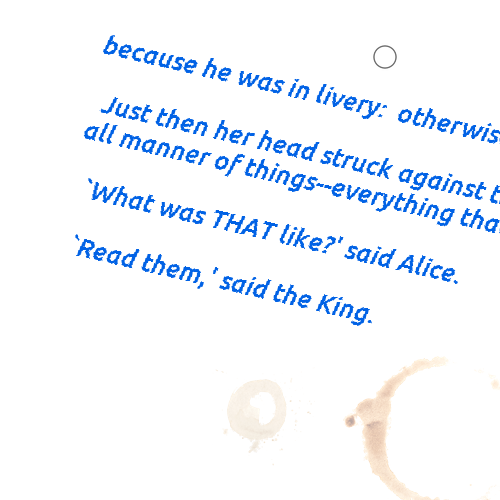 because he was in livery:  otherwis
Just then her head struck against t
all manner of things--everything tha
`What was THAT like?' said Alice.
`Read them,' said the King.